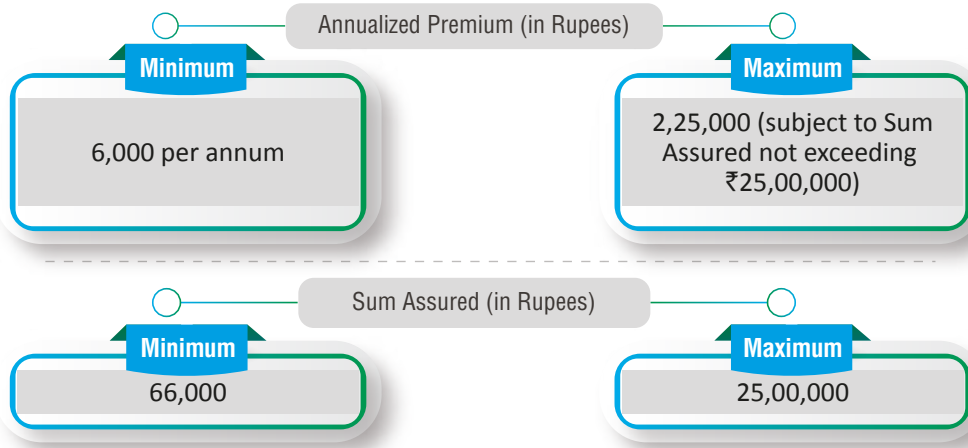 Annualized Premium (in Rupees)
Minimum
Maximum
6,000 per annum
2,25,000 (subject to Sum
Assured not exceeding
₹25,00,000)
Sum Assured (in Rupees)
Minimum
Maximum
66,000
25,00,000